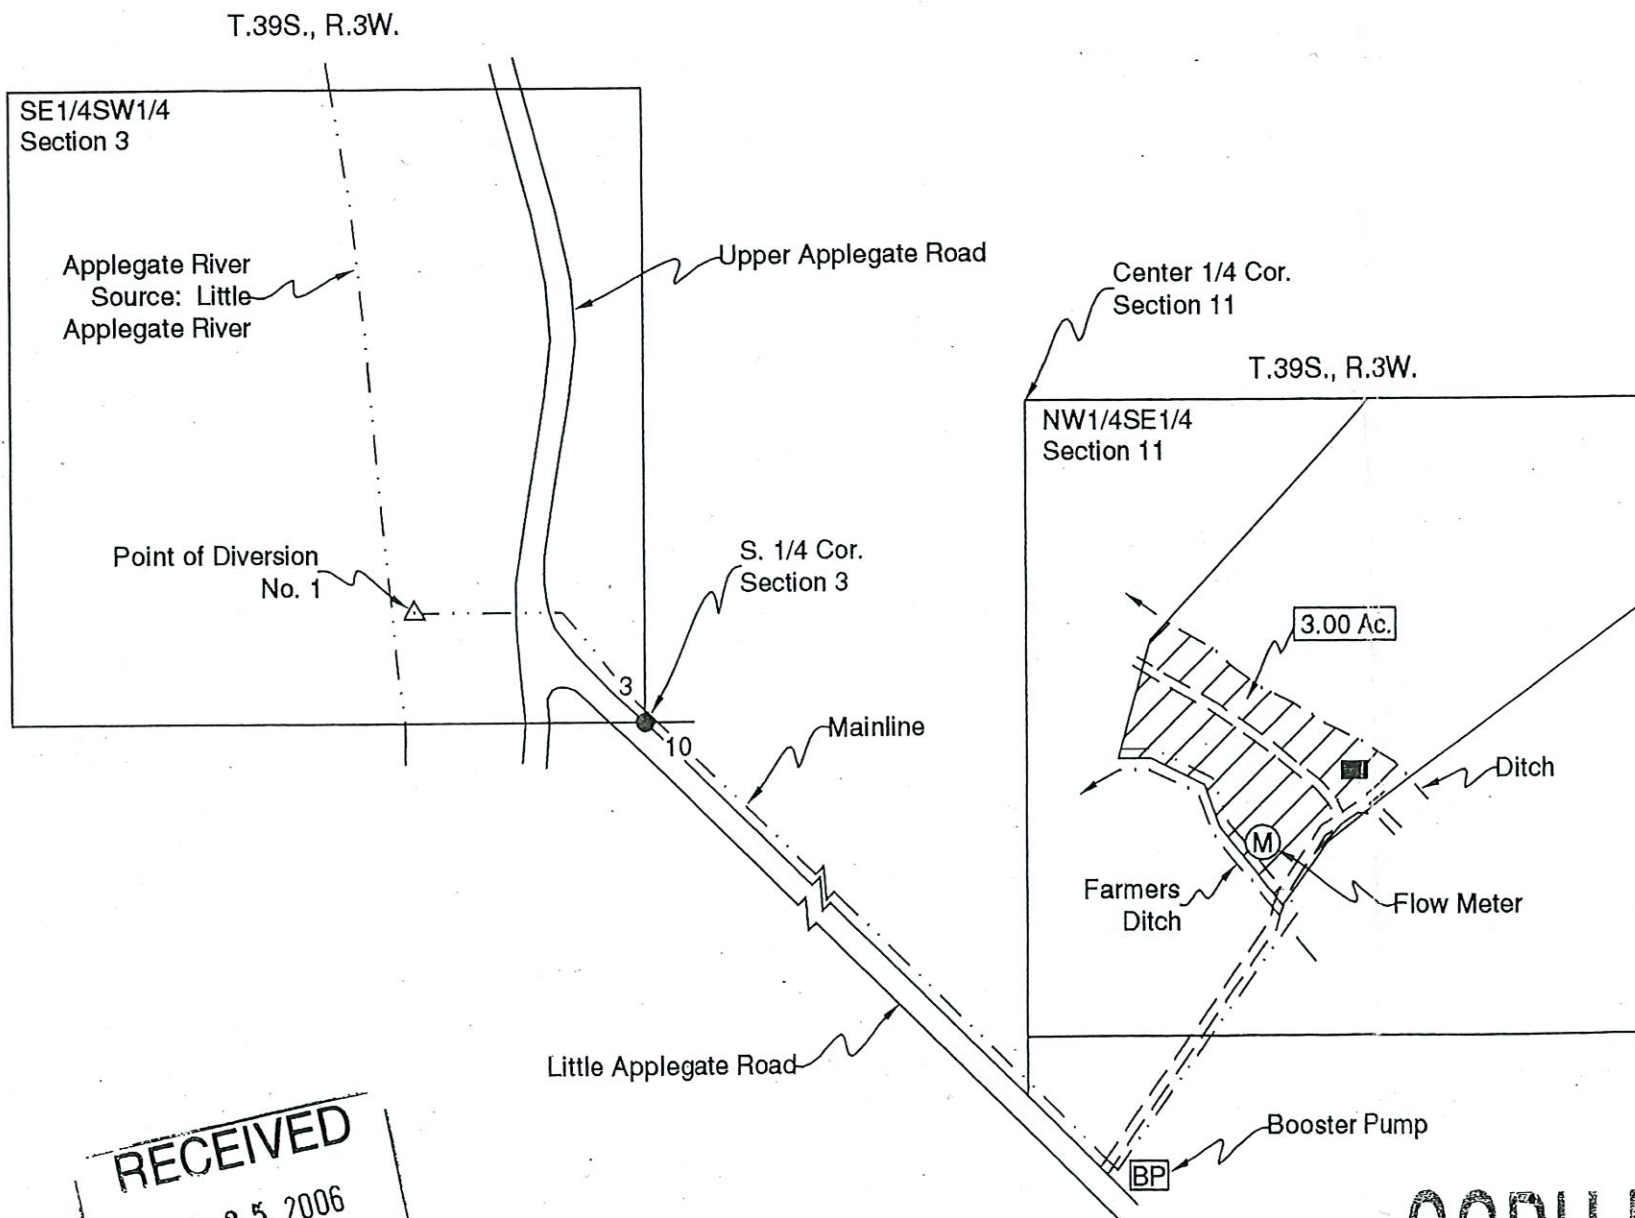 T.39S., R.3W.
SE1/4SW1/4
Section 3
Applegate River
Source: Little
Applegate River
Upper Applegate Road
Center 1/4 Cor.
Section 11
T.39S., R.3W.
NW1/4SE1/4
Section 11
Point of Diversion
No. 1
S. 1/4 Cor.
Section 3
3.00 Ac.
3
10
Mainline
Ditch
M
Farmers
Ditch
Flow Meter
Little Applegate Road
Booster Pump
BP
RECEIVED
5 2006